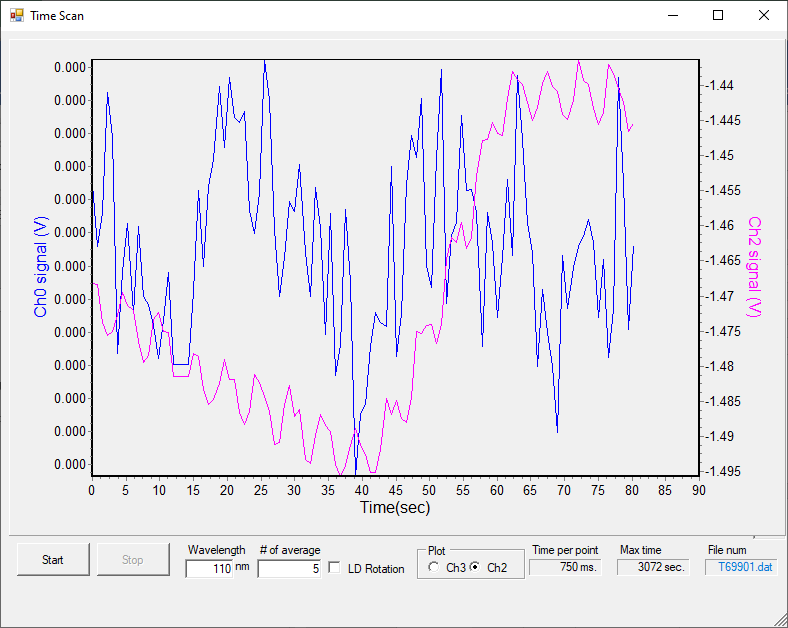 Time Scan
0.000
0.000
0.000
0.000
0.000
0.000
0.000
0.000
0.000
0.000
0.000
0.000
0.000
Ch0 signal (V)
-1.44
-1.445
-1.45
-1.455
-1.46
-1.465
-1.47
-1.475
-1.48
-1.485
-1.49
-1.495
Ch2 signal (V)
0 5 10 15 20 25 30 35 40 45 50 55 60 65 70 75 80 85 90
Time(sec)
Start
Stop
Wavelength
110 nm
# of average
5
LD Rotation
Plot
Ch3 Ch2
Time per point
750 ms.
Max time
3072 sec.
File num
T69901.dat